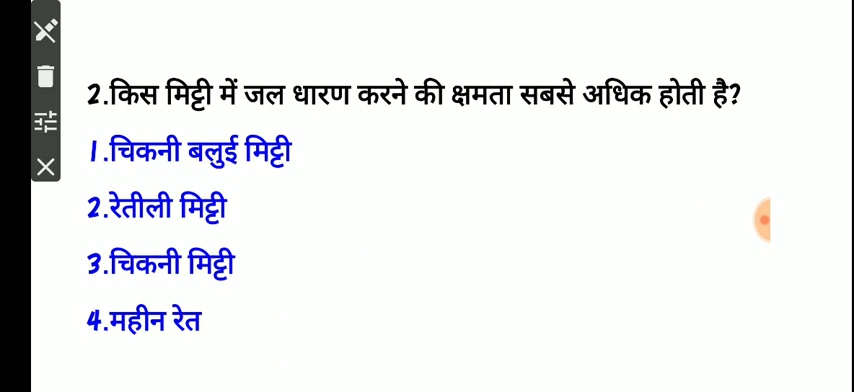 2.किस मिट्टी में जल धारण करने की क्षमता सबसे अधिक होती है?
1.चिकनी बलुई मिट्टी
2.रेतीली मिट्टी
3.चिकनी मिट्टी
4.महीन रेत